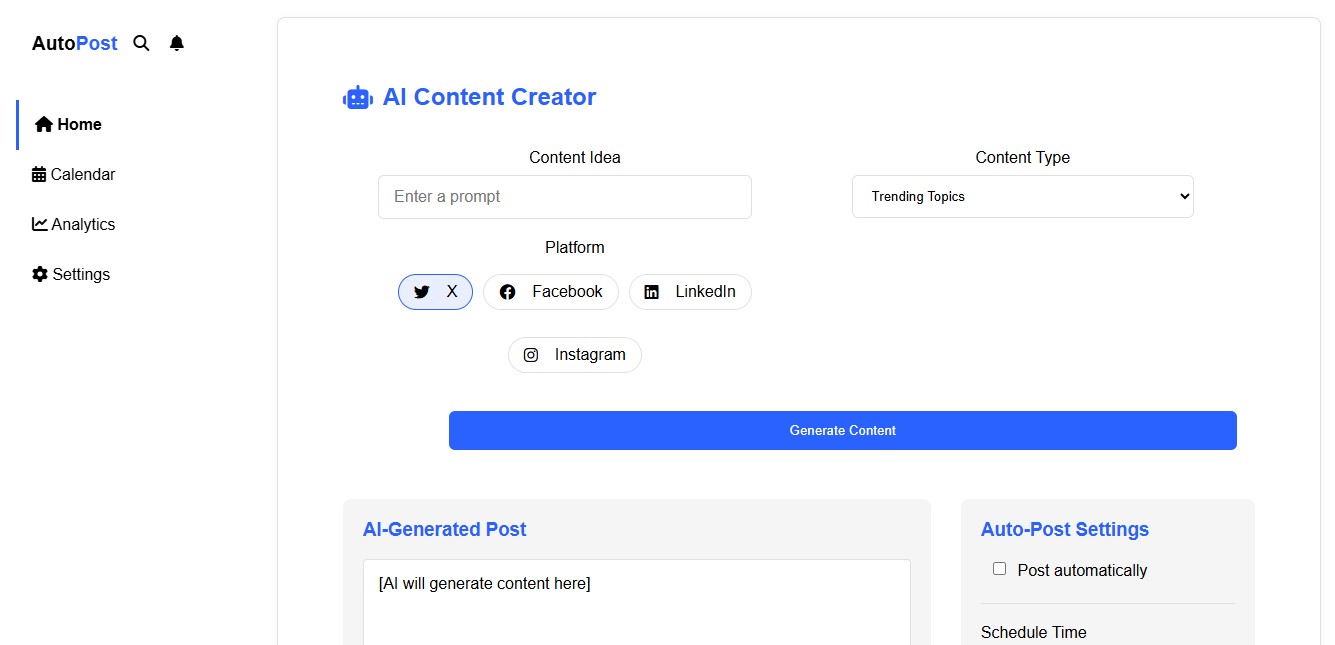 AutoPost
Home
Calendar
Analytics
Settings
AI Content Creator
Content Idea
Enter a prompt
Content Type
Trending Topics
Platform
X
Facebook
LinkedIn
Instagram
Generate Content
AI-Generated Post
[AI will generate content here]
Auto-Post Settings
Post automatically
Schedule Time